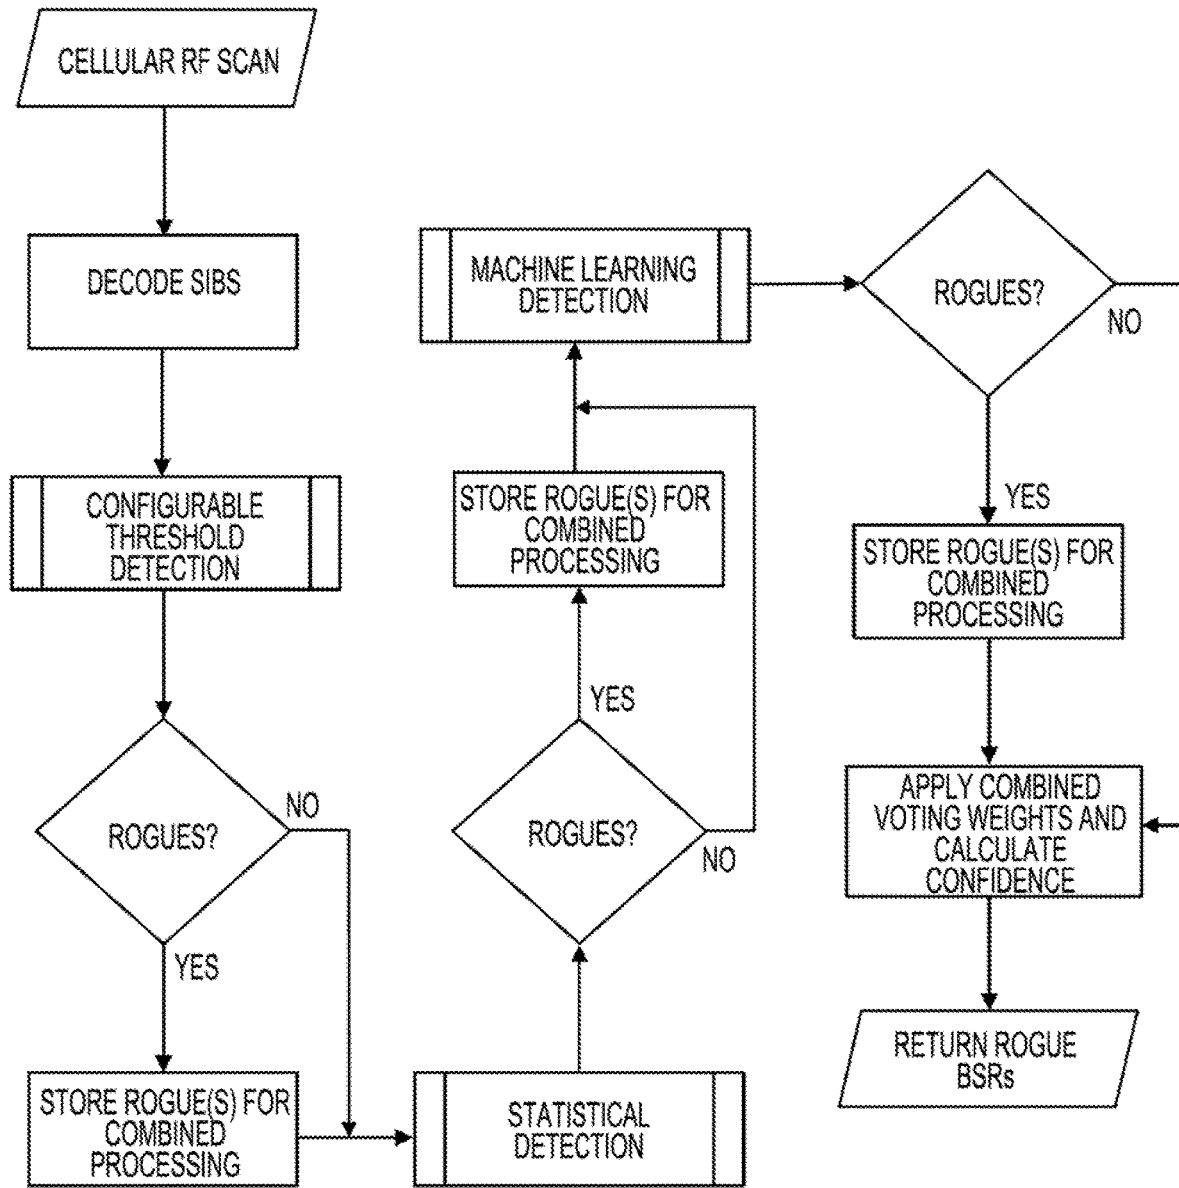 CELLULAR RF SCAN
DECODE SIBS
CONFIGURABLE
THRESHOLD
DETECTION
ROGUES?
NO
YES
STORE ROGUE(S) FOR
COMBINED
PROCESSING
STATISTICAL
DETECTION
ROGUES?
NO
YES
STORE ROGUE(S) FOR
COMBINED
PROCESSING
MACHINE LEARNING
DETECTION
ROGUES?
NO
YES
STORE ROGUE(S) FOR
COMBINED
PROCESSING
APPLY COMBINED
VOTING WEIGHTS AND
CALCULATE
CONFIDENCE
RETURN ROGUE
BSRs